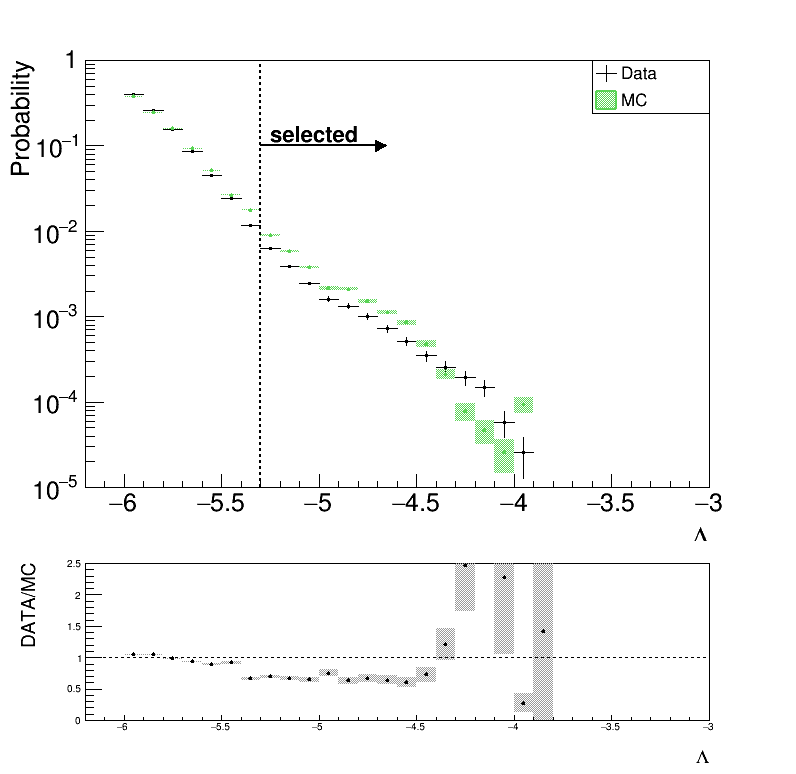 Probability
1
10−1
10−2
10−3
10−4
10−5
selected
Data
MC
−6 −5.5 −5 −4.5 −4 −3.5 −3
Λ
DATA/MC
2.5
2
1.5
1
0.5
0
−6 −5.5 −5 −4.5 −4 −3.5 −3
Λ